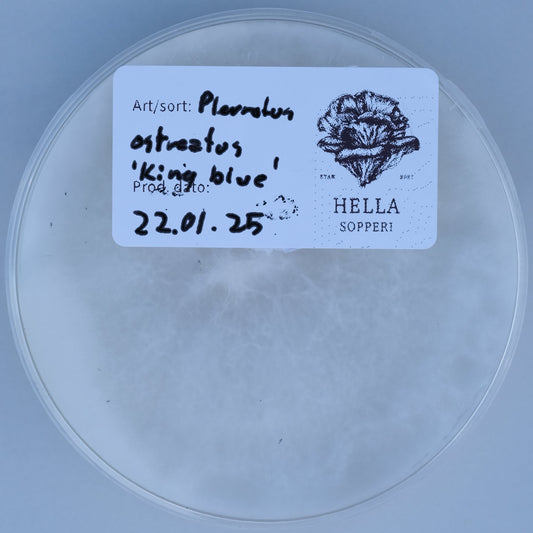 Art/sort: Pleurotus
ostreatus
'King blue'
Prod. dato:
22.01.25
HELLA
SOPPERI